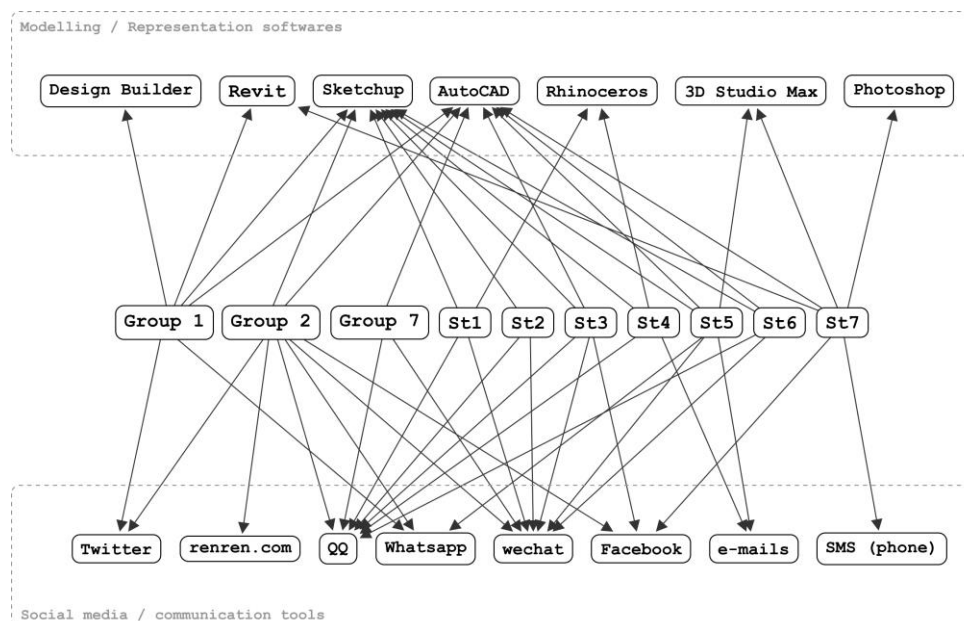 Modelling / Representation softwares
Design Builder
Revit
Sketchup
AutoCAD
Rhinoceros
3D Studio Max
Photoshop
Group 1
Group 2
Group 7
St1
St2
St3
St4
St5
St6
St7
Twitter
renren.com
QQ
Whatsapp
wechat
Facebook
e-mails
SMS (phone)
Social media / communication tools